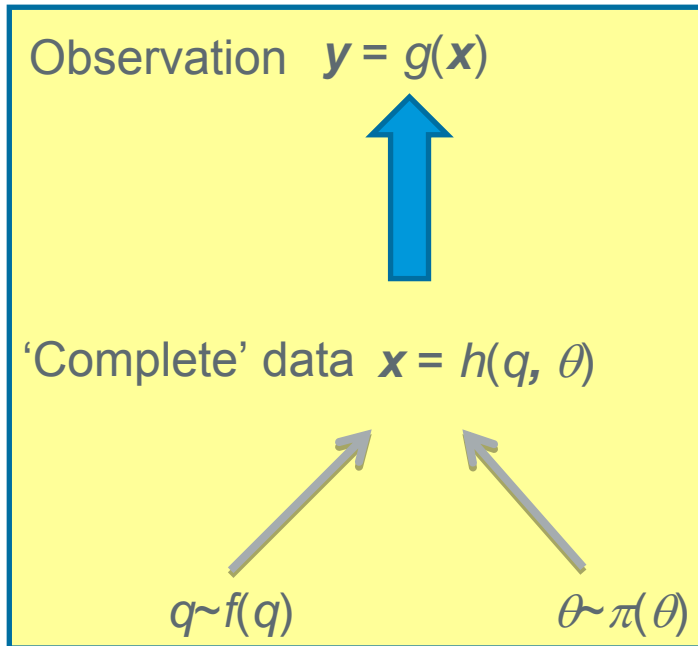 Observation y = g(x)
‘Complete’ data x = h(q, θ)
q~f(q) θ~π(θ)